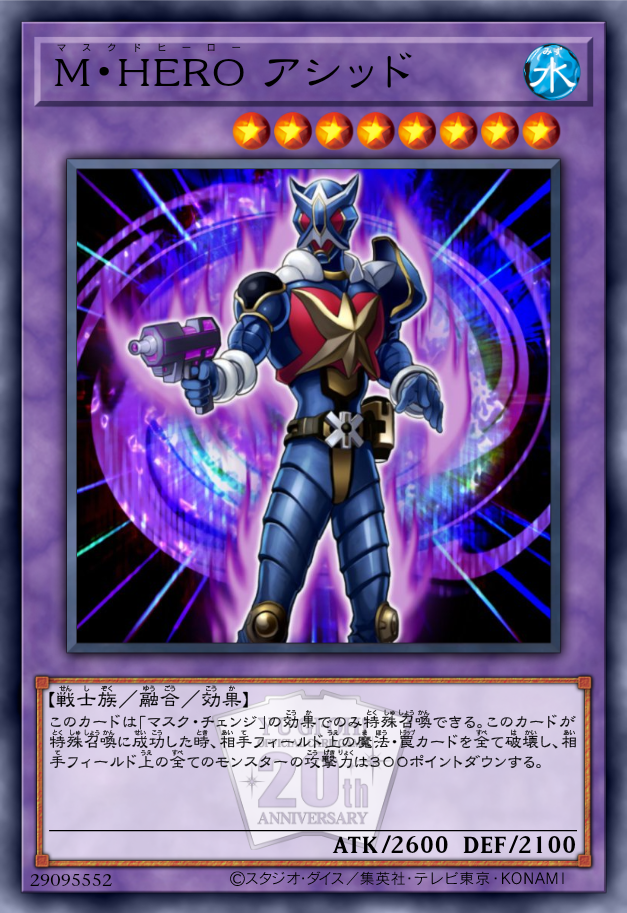 マスクドヒーロー
M・HERO アシッド
みず
水
【戦士族／融合／効果】
このカードは「マスク・チェンジ」の効果でのみ特殊召喚できる。このカードが
特殊召喚に成功した時、相手フィールド上の魔法・罠カードを全て破壊し、相
手フィールド上の全てのモンスターの攻撃力は３００ポイントダウンする。
20th
ANNIVERSARY
ATK/2600 DEF/2100
29095552
©スタジオ・ダイス／集英社・テレビ東京・KONAMI